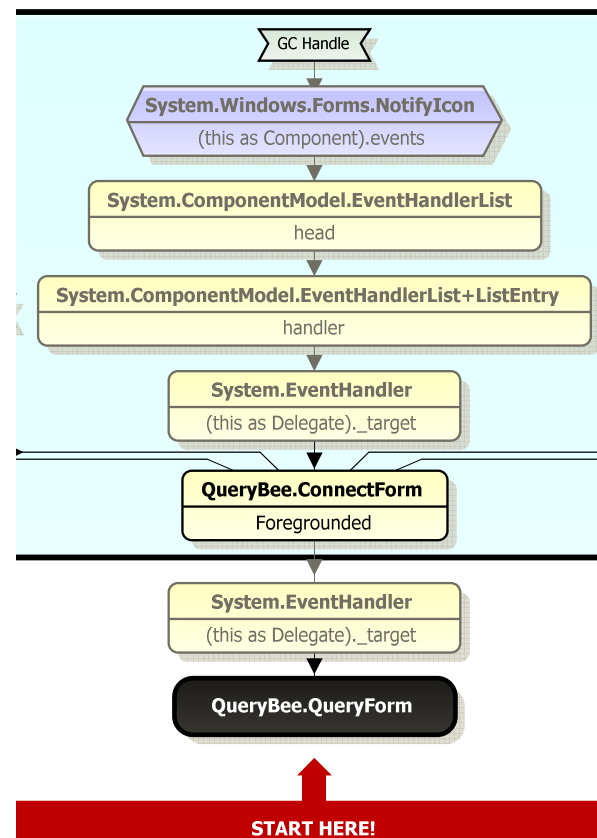 GC Handle
System.Windows.Forms.NotifyIcon
(this as Component).events
System.ComponentModel.EventHandlerList
head
System.ComponentModel.EventHandlerList+ListEntry
handler
System.EventHandler
(this as Delegate)._target
QueryBee.ConnectForm
Foregrounded
System.EventHandler
(this as Delegate)._target
QueryBee.QueryForm
START HERE!